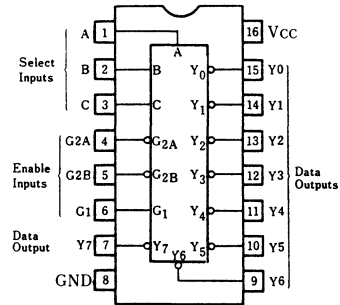 A 1 16 VCC
A
Select Inputs
B 2 B Y0 15 Y0
C 3 C Y1 14 Y1
G2A 4 G2A Y2 13 Y2
Enable Inputs
G2B 5 G2B Y3 12 Y3
Data Outputs
G1 6 G1 Y4 11 Y4
Data Output
Y7 7 Y7 Y5 10 Y5
Y6
GND 8 9 Y6